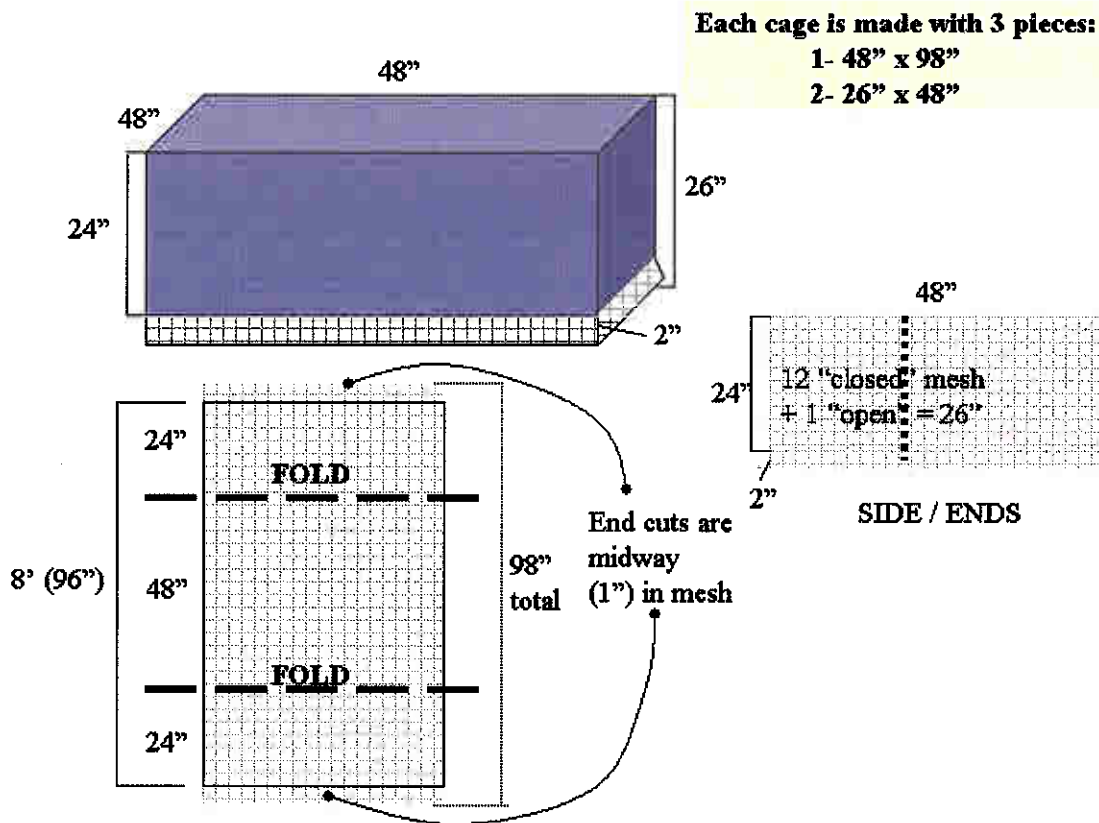 Each cage is made with 3 pieces:
1- 48” x 98”
2- 26” x 48”
48”
48”
24”
26”
2”
48”
24”
12 “closed” mesh
+ 1 “open” = 26”
2”
SIDE / ENDS
24”
FOLD
8’ (96”)
48”
98”
total
FOLD
24”
End cuts are
midway
(1”) in mesh